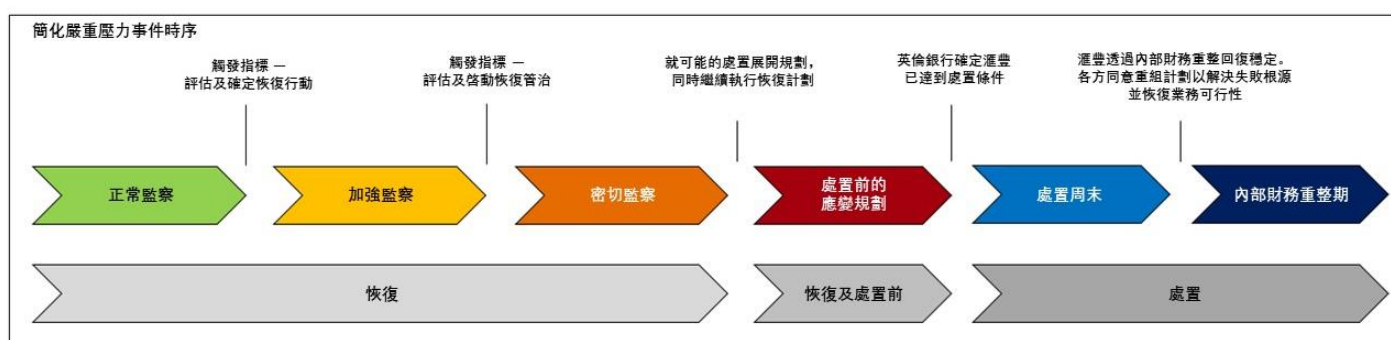 簡化嚴重壓力事件時序
觸發指標 —
評估及確定恢復行動
觸發指標 —
評估及啓動恢復管治
就可能的處置展開規劃，
同時繼續執行恢復計劃
英倫銀行確定滙豐
已達到處置條件
滙豐透過內部財務重整回復穩定。
各方同意重組計劃以解決失敗根源
並恢復業務可行性
正常監察
加強監察
密切監察
處置前的
應變規劃
處置周末
內部財務重整期
恢復
恢復及處置前
處置